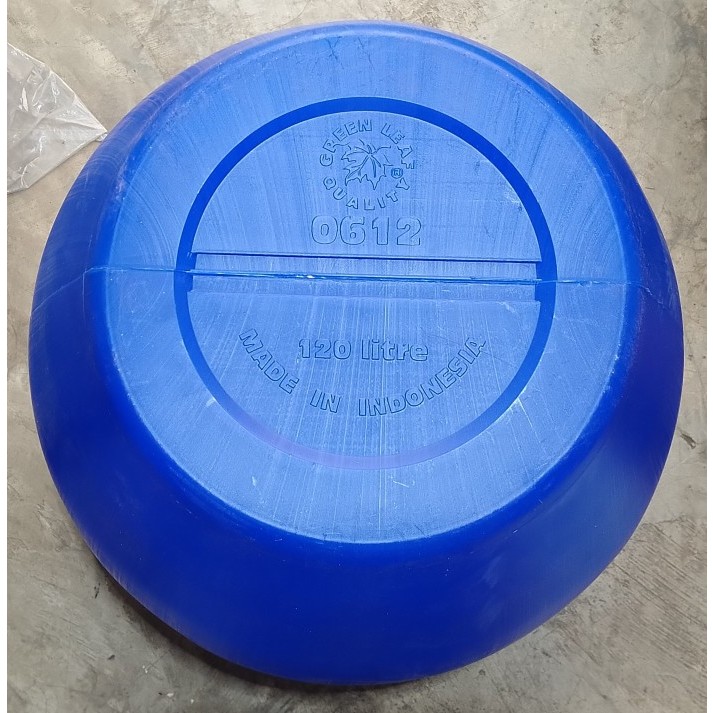 GREEN LEAF ®
QUALITY
0612
120 litre
MADE IN INDONESIA